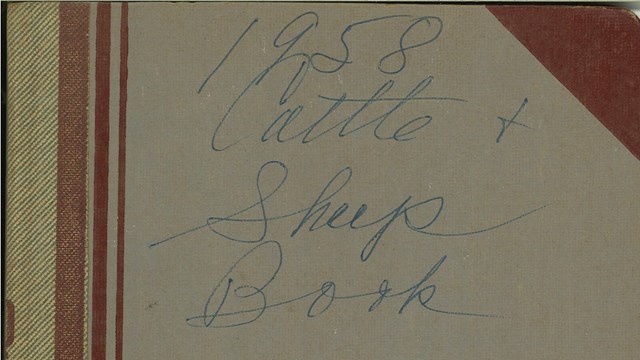 1958
Cattle +
Sheep
Book